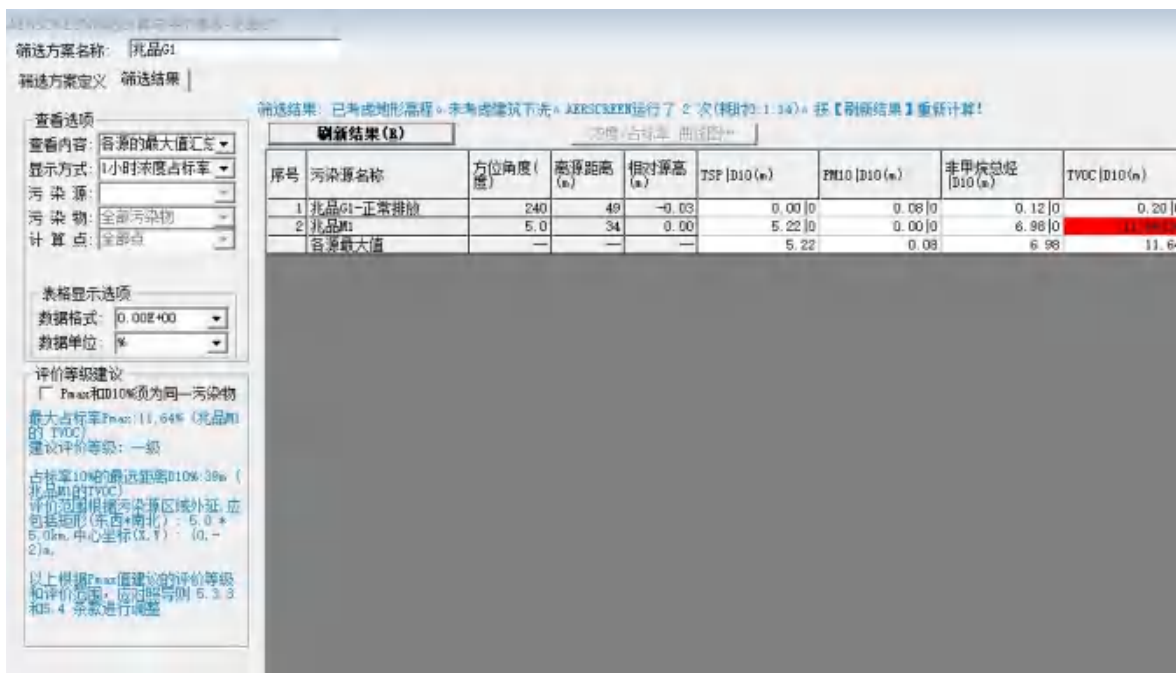 筛选方案名称: 兆品G1
筛选方案定义 筛选结果
筛选结果: 已考虑地形高程。未考虑建筑下洗。AERSCREEN运行了 2 次(耗时0:1:14)。按【刷新结果】重新计算!
查看选项
查看内容: 各源的最大值汇总
显示方式: 1小时浓度占标率
污染源:
污染物: 全部污染物
计算点: 全部点
表格显示选项
数据格式: 0.00E+00
数据单位: %
评价等级建议
Pmax和D10%须为同一污染物
最大占标率Pmax:11.64% (兆品M1
的 TVOC)
建议评价等级: 一级
占标率10%的最远距离D10%:39m (
兆品M1的TVOC)
评价范围根据污染源区域外延,应
包括矩形(东西*南北): 5.0 *
5.0km,中心坐标(X,Y): (0,-
2)m.
以上根据Pmax值建议的评价等级
和评价范围,应对照导则 5.3.3
和5.4 条款进行调整
刷新结果(R)
浓度/占标率 曲线图
序号 污染源名称 方位角度(度) 离源距离(m) 相对源高(m) TSP|D10(m) PM10|D10(m) 非甲烷总烃|D10(m) TVOC|D10(m)
1 兆品G1-正常排放 240 49 -0.03 0.00|0 0.08|0 0.12|0 0.20|0
2 兆品M1 5.0 34 0.00 5.22|0 0.00|0 6.98|0
各源最大值 — — — 5.22 0.08 6.98 11.64